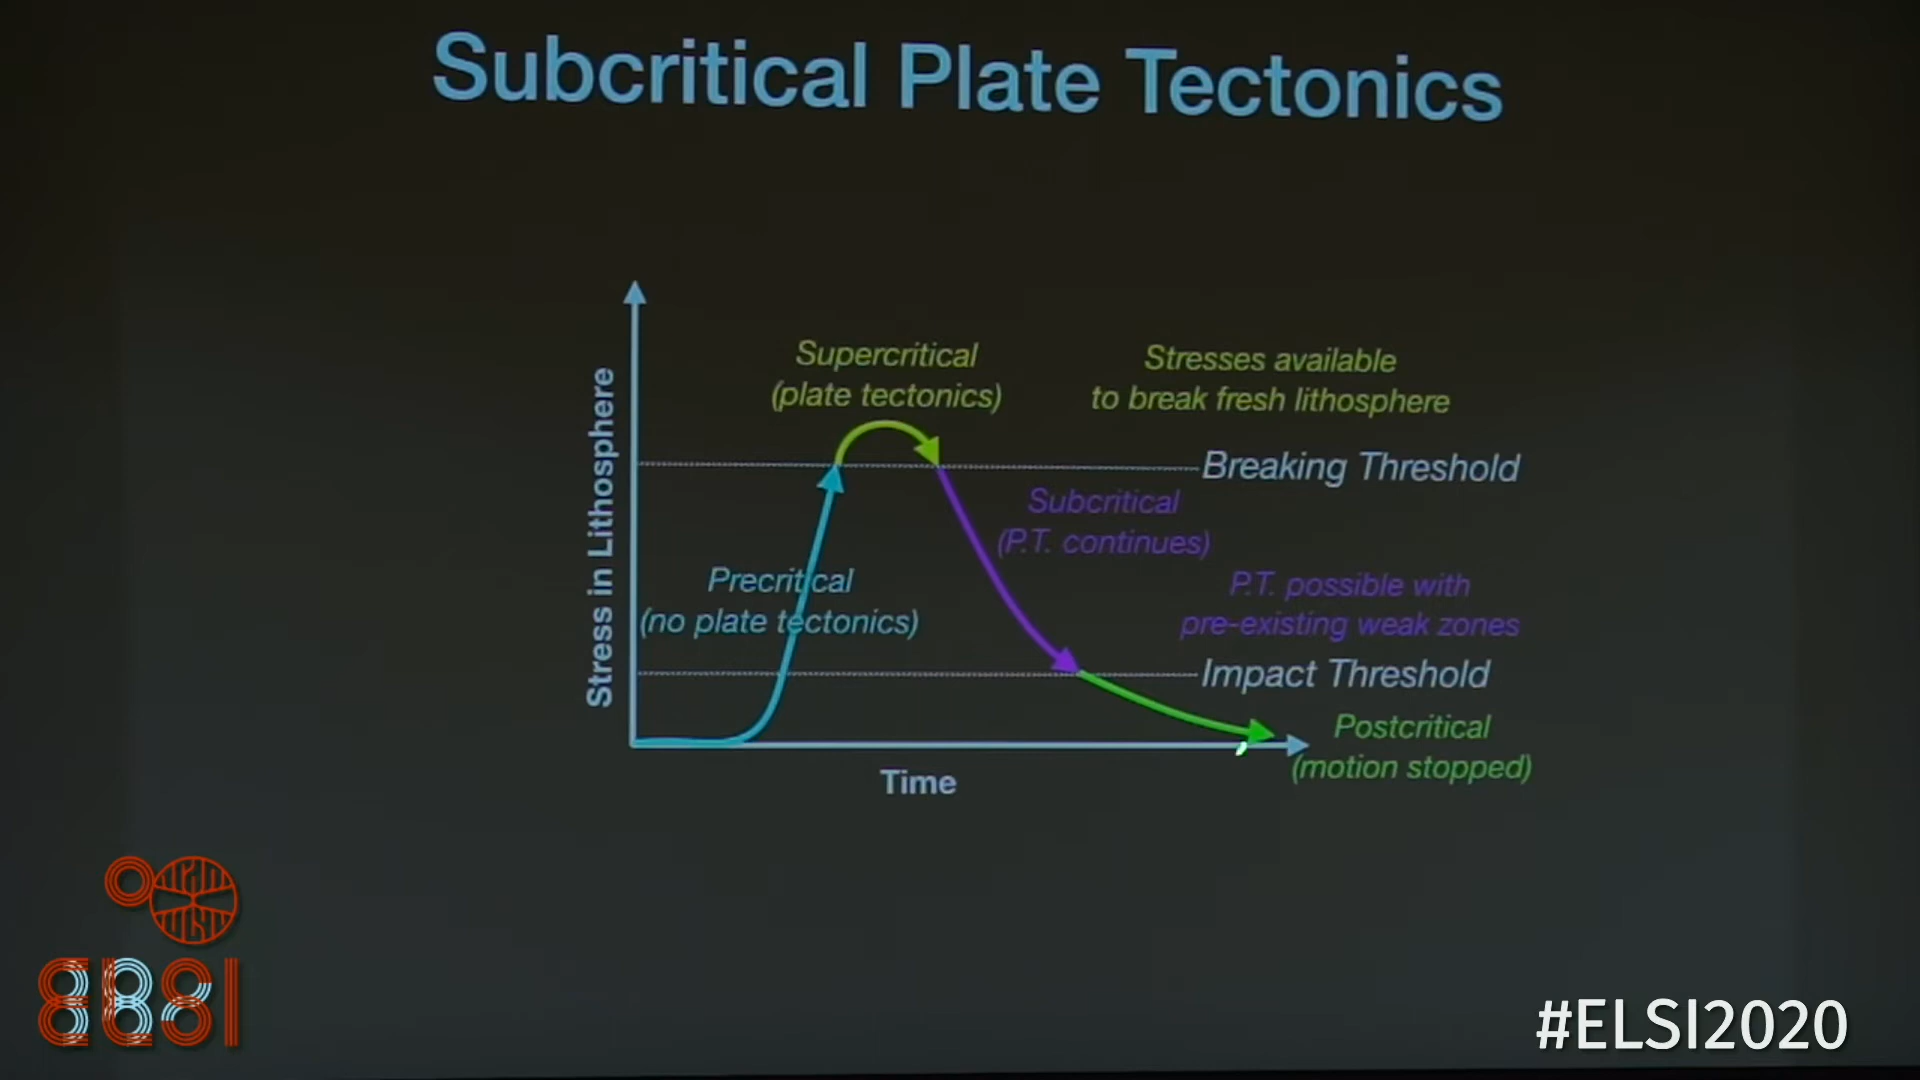 Subcritical Plate Tectonics
Supercritical
(plate tectonics)
Stresses available
to break fresh lithosphere
Breaking Threshold
Subcritical
(P.T. continues)
Precritical
(no plate tectonics)
P.T. possible with
pre-existing weak zones
Impact Threshold
Postcritical
(motion stopped)
Stress in Lithosphere
Time
ELSI
#ELSI2020